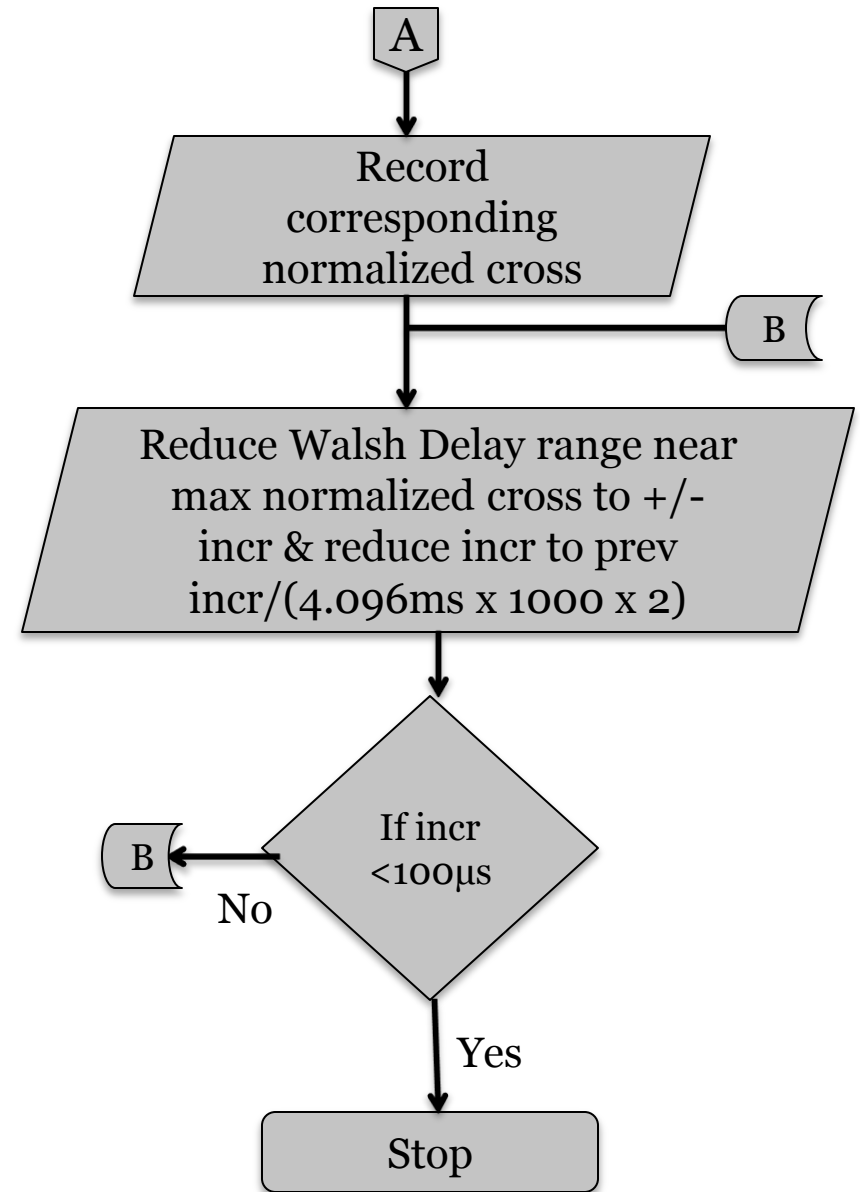 A
Record
corresponding
normalized cross
B
Reduce Walsh Delay range near
max normalized cross to +/-
incr & reduce incr to prev
incr/(4.096ms x 1000 x 2)
If incr
<100µs
B
No
Yes
Stop